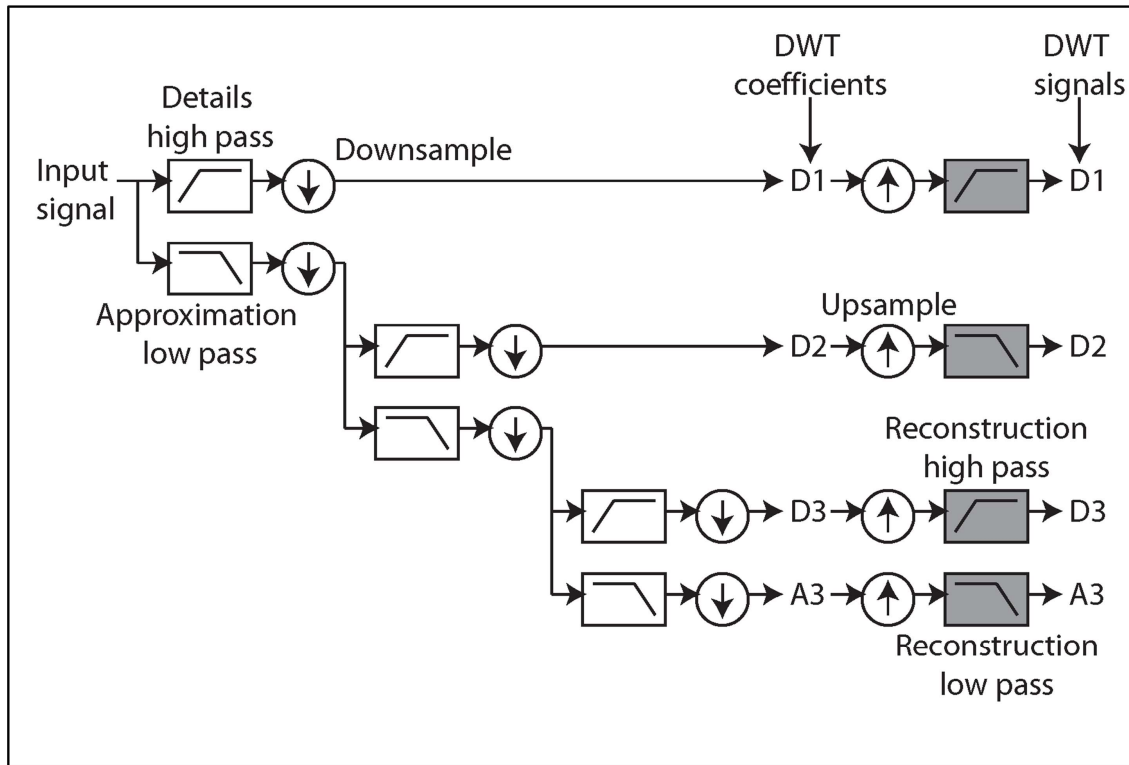 DWT
coefficients
DWT
signals
Details
high pass
Downsample
Input
signal
D1
D1
Approximation
low pass
Upsample
D2
D2
Reconstruction
high pass
D3
D3
A3
A3
Reconstruction
low pass